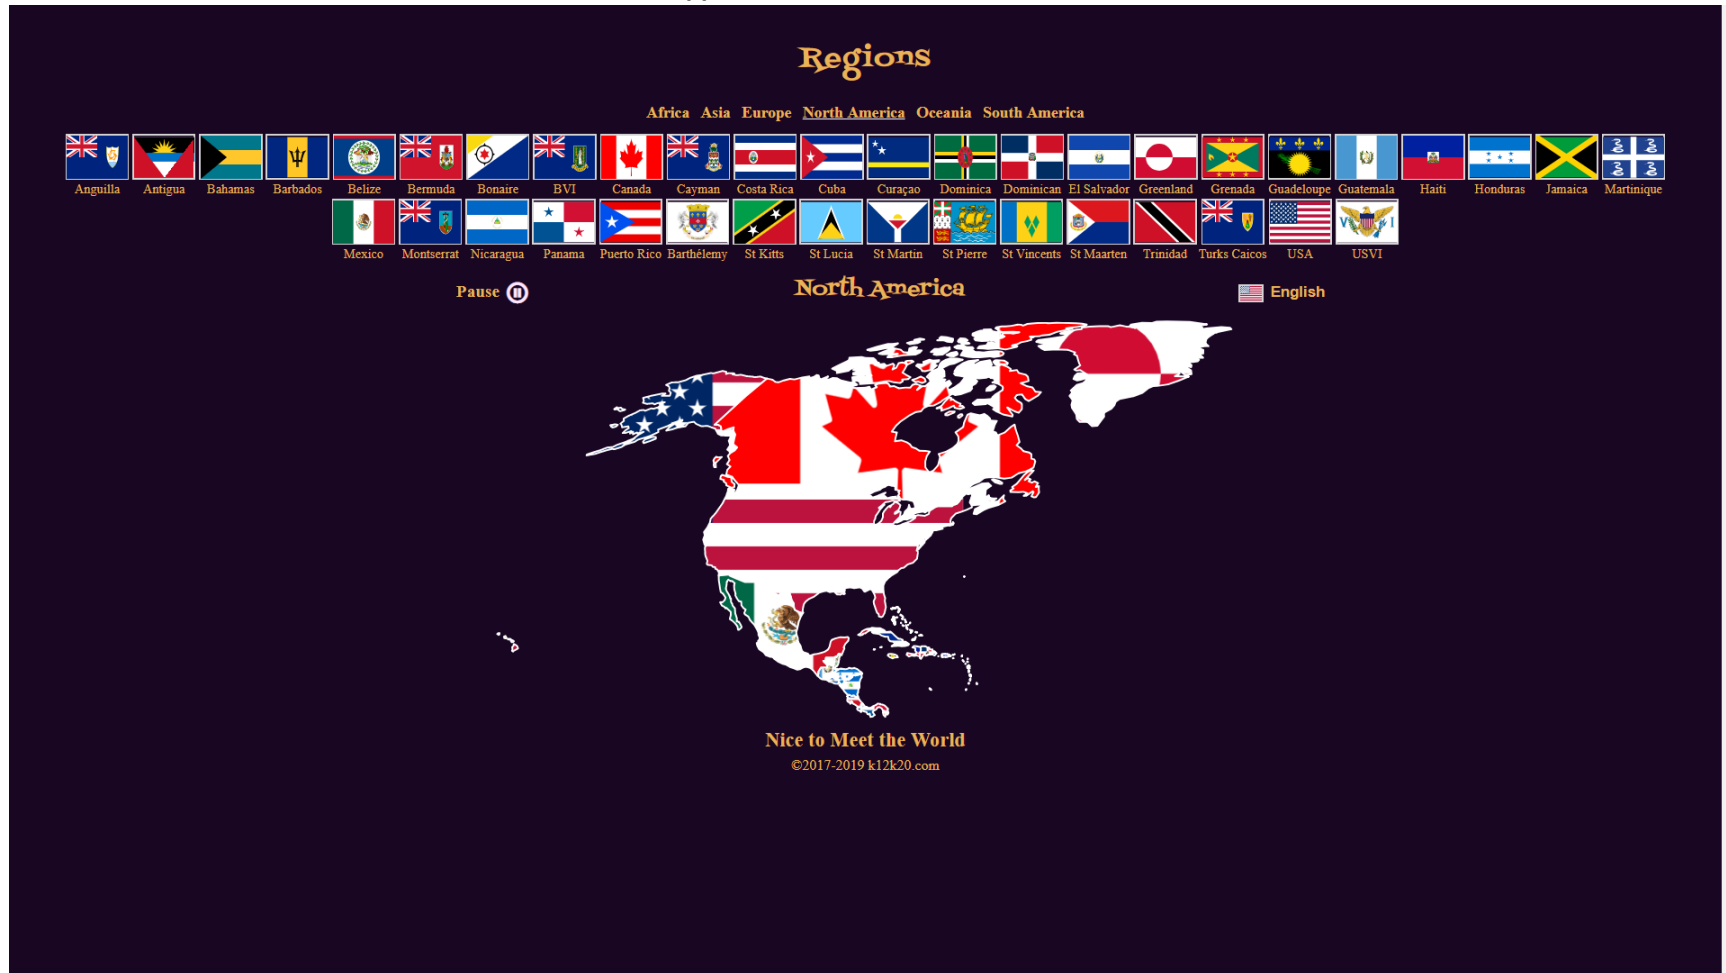 Regions
Africa Asia Europe North America Oceania South America
Anguilla Antigua Bahamas Barbados Belize Bermuda Bonaire BVI Canada Cayman Costa Rica Cuba Curaçao Dominica Dominican El Salvador Greenland Grenada Guadeloupe Guatemala Haiti Honduras Jamaica Martinique
V I
Mexico Montserrat Nicaragua Panama Puerto Rico Barthélemy St Kitts St Lucia St Martin St Pierre St Vincents St Maarten Trinidad Turks Caicos USA USVI
Pause North America English
Nice to Meet the World
©2017-2019 k12k20.com